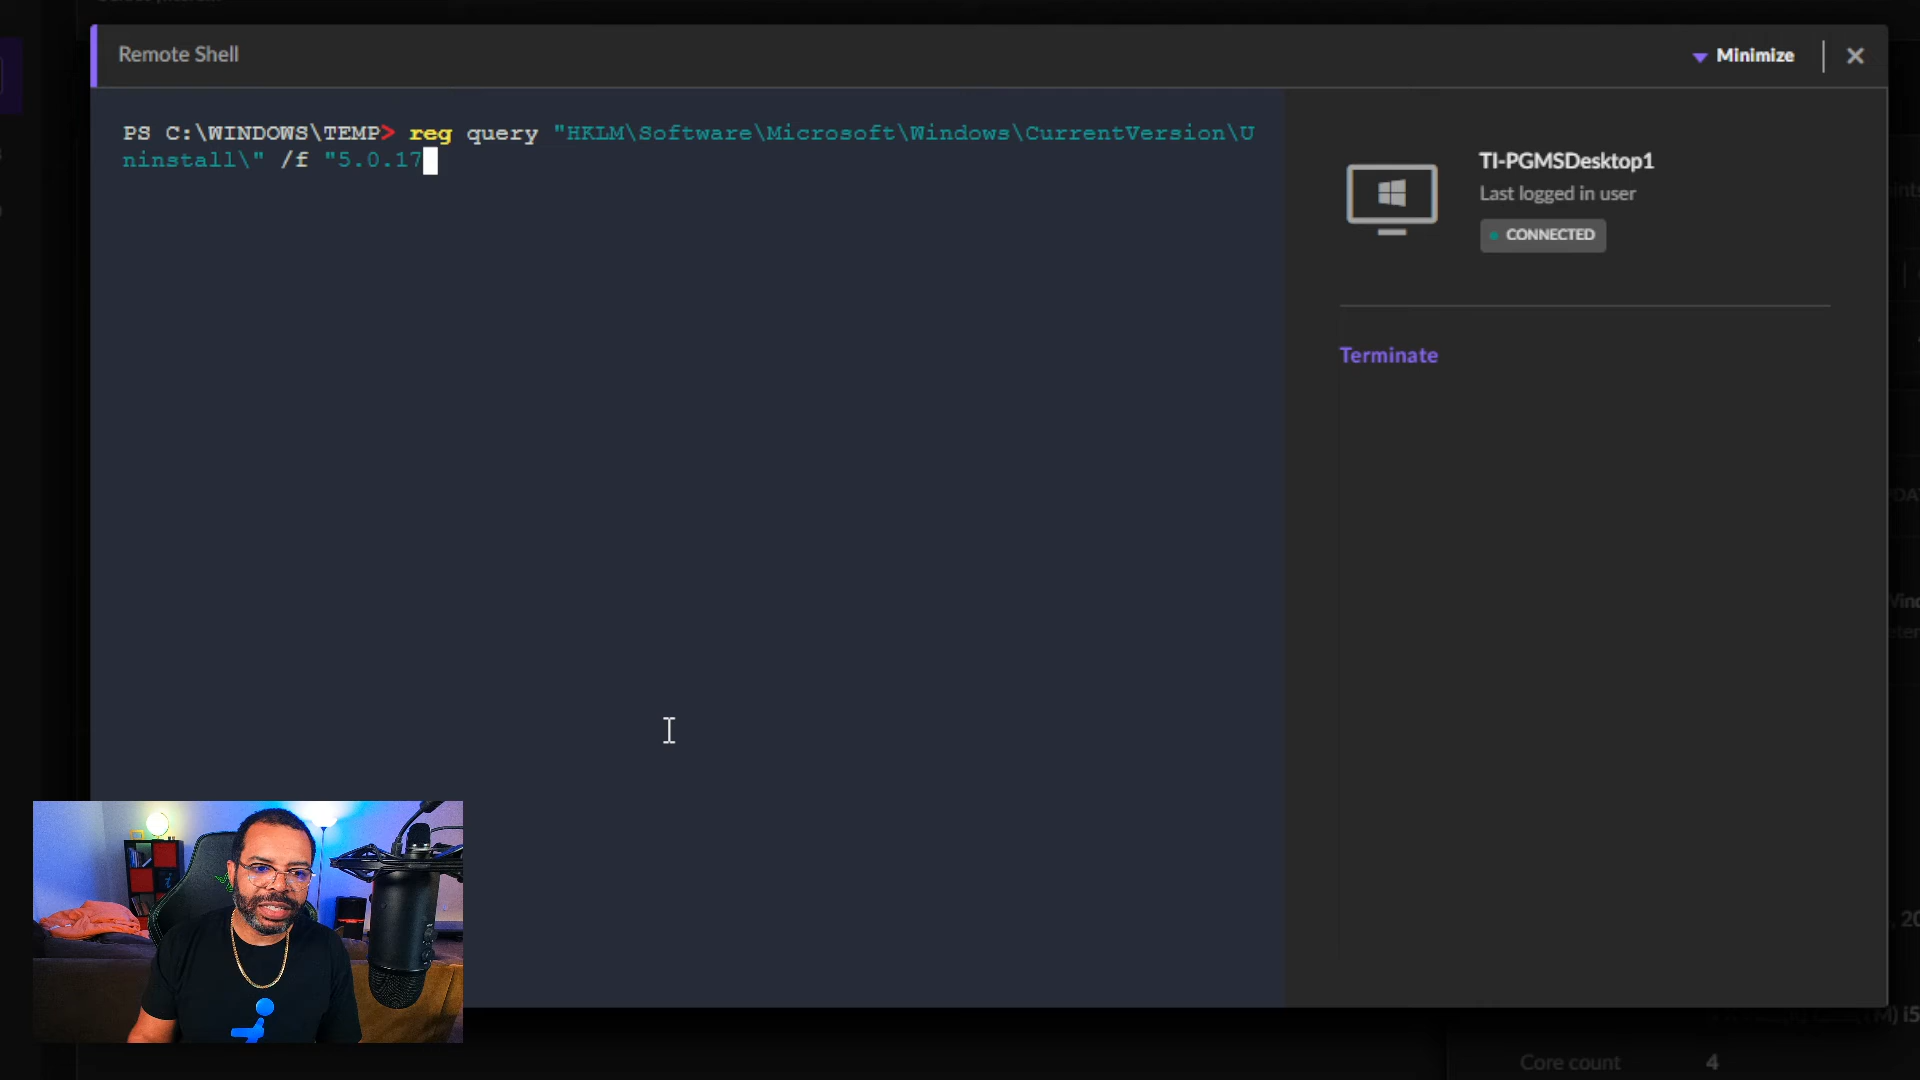 Remote Shell
Minimize
PS C:\WINDOWS\TEMP> reg query "HKLM\Software\Microsoft\Windows\CurrentVersion\U
ninstall\" /f "5.0.17
TI-PGMSDesktop1
Last logged in user
CONNECTED
Terminate
Core count 4